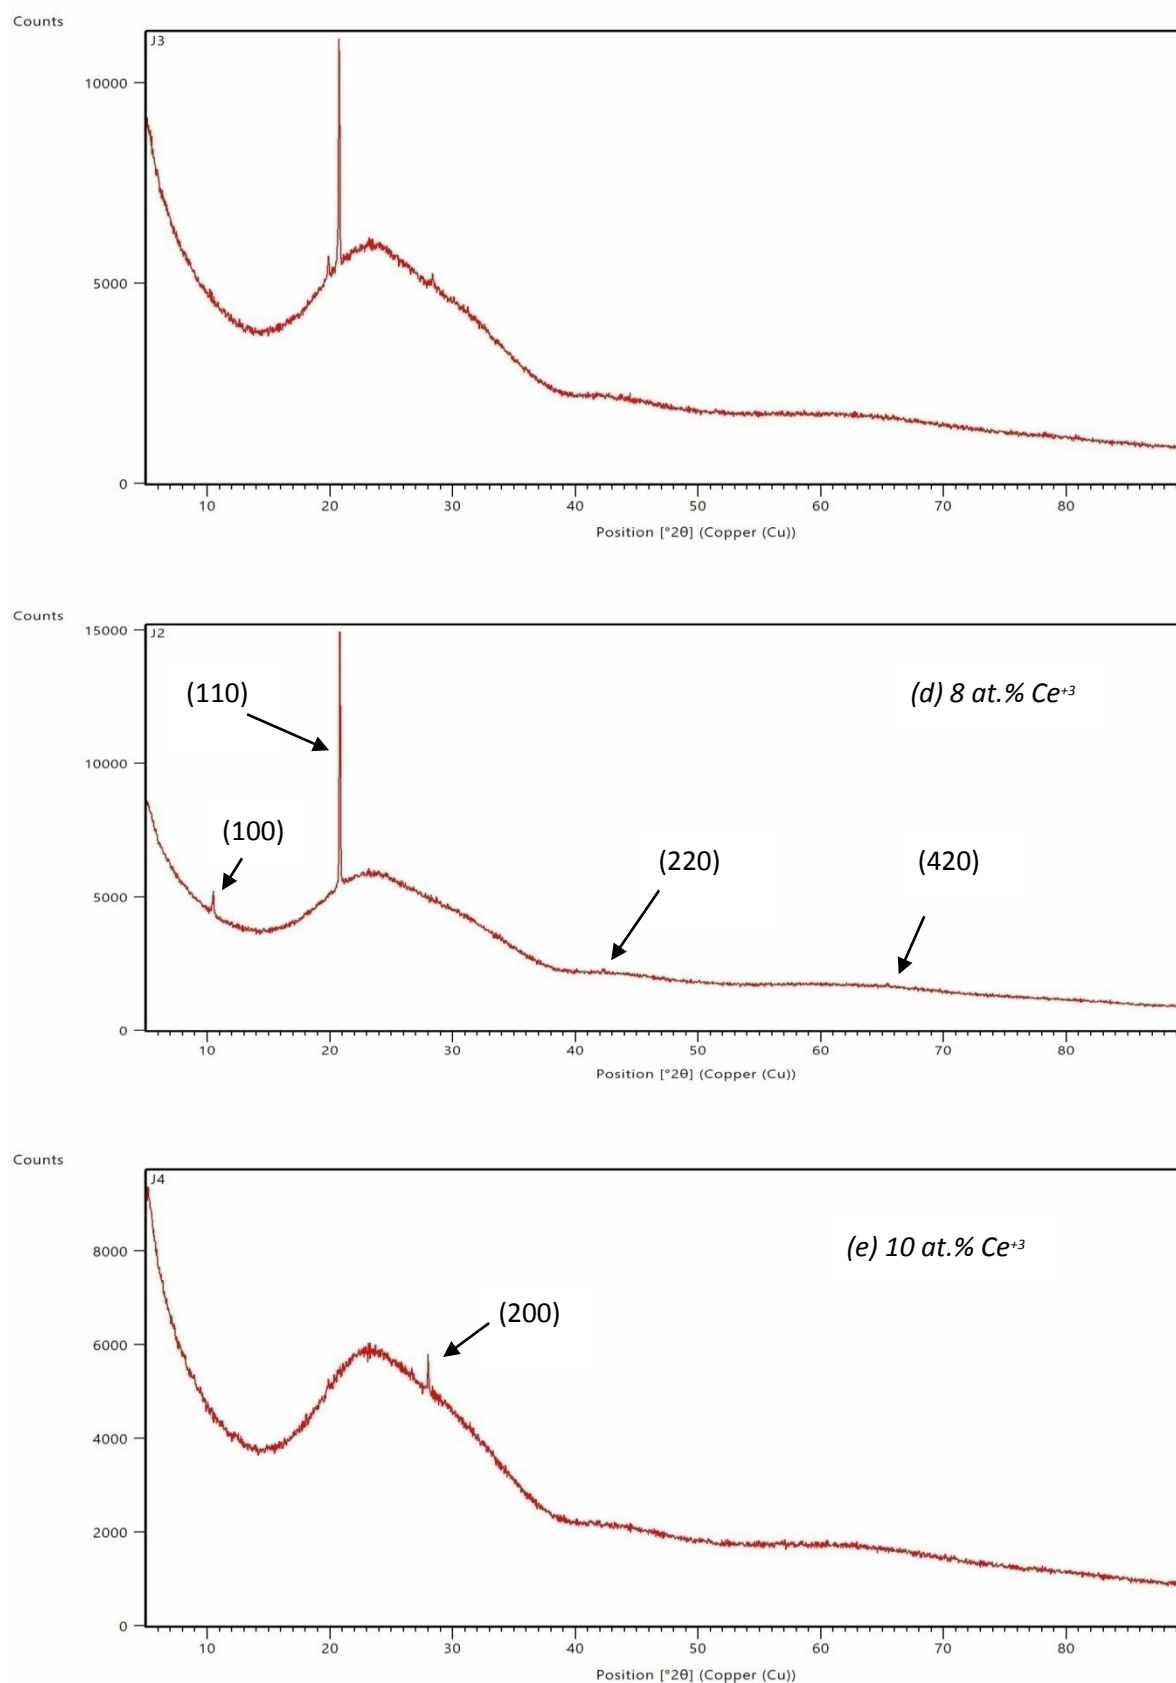 Counts
J3
10000
5000
0
10 20 30 40 50 60 70 80
Position [°2θ] (Copper (Cu))
Counts
15000
J2
(110)
(d) 8 at.% Ce+3
10000
(100)
(220)
(420)
5000
0
10 20 30 40 50 60 70 80
Position [°2θ] (Copper (Cu))
Counts
J4
8000
(e) 10 at.% Ce+3
(200)
6000
4000
2000
0
10 20 30 40 50 60 70 80
Position [°2θ] (Copper (Cu))